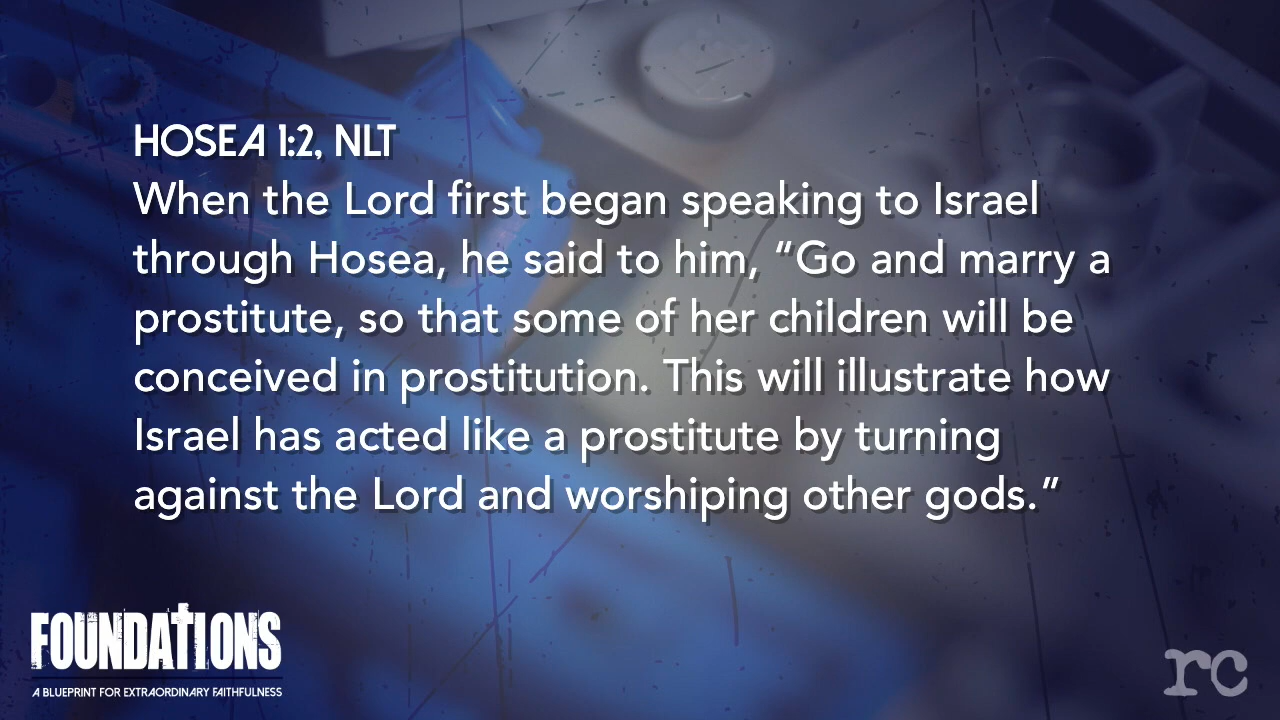 HOSEA 1:2, NLT
When the Lord first began speaking to Israel
through Hosea, he said to him, “Go and marry a
prostitute, so that some of her children will be
conceived in prostitution. This will illustrate how
Israel has acted like a prostitute by turning
against the Lord and worshiping other gods.”
FOUNDATIONS
A BLUEPRINT FOR EXTRAORDINARY FAITHFULNESS
rc